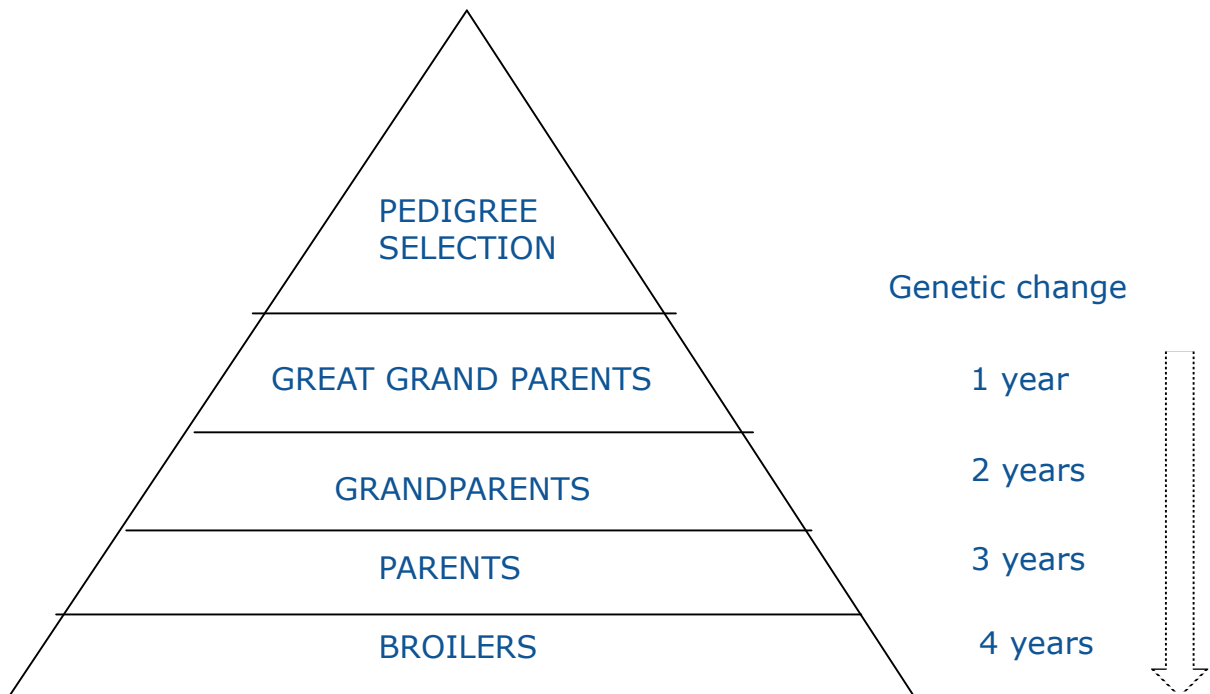 PEDIGREE
SELECTION
Genetic change
GREAT GRAND PARENTS
1 year
GRANDPARENTS
2 years
PARENTS
3 years
BROILERS
4 years